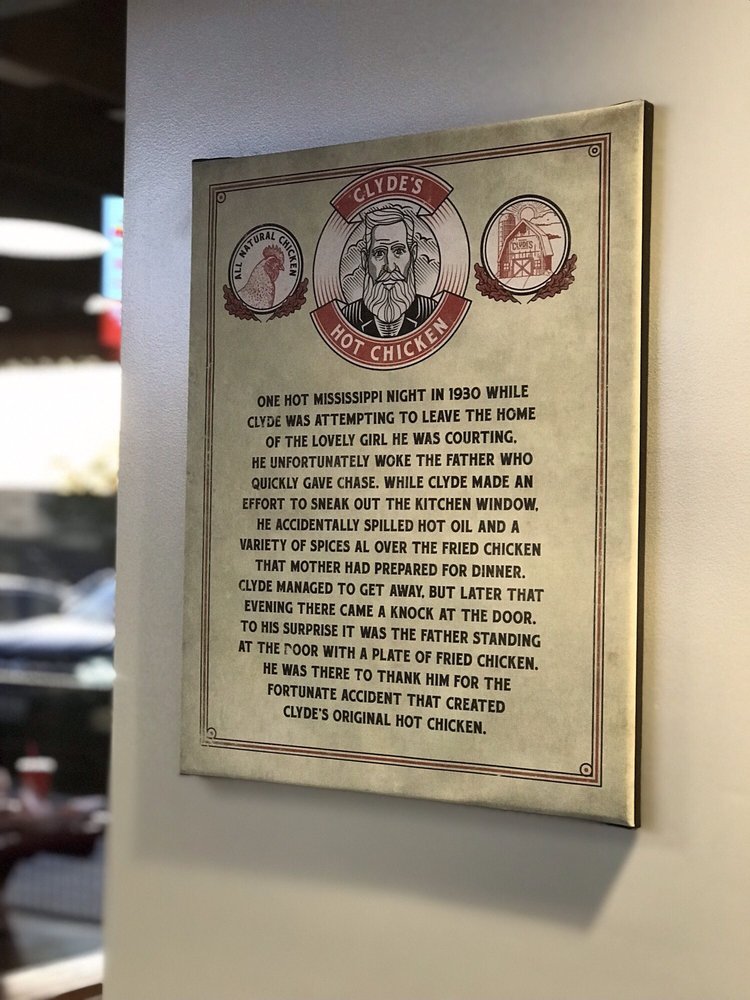 CLYDE'S
ALL NATURAL CHICKEN
CLYDE'S
HOT CHICKEN
ONE HOT MISSISSIPPI NIGHT IN 1930 WHILE
CLYDE WAS ATTEMPTING TO LEAVE THE HOME
OF THE LOVELY GIRL HE WAS COURTING,
HE UNFORTUNATELY WOKE THE FATHER WHO
QUICKLY GAVE CHASE. WHILE CLYDE MADE AN
EFFORT TO SNEAK OUT THE KITCHEN WINDOW,
HE ACCIDENTALLY SPILLED HOT OIL AND A
VARIETY OF SPICES AL OVER THE FRIED CHICKEN
THAT MOTHER HAD PREPARED FOR DINNER.
CLYDE MANAGED TO GET AWAY, BUT LATER THAT
EVENING THERE CAME A KNOCK AT THE DOOR.
TO HIS SURPRISE IT WAS THE FATHER STANDING
AT THE DOOR WITH A PLATE OF FRIED CHICKEN.
HE WAS THERE TO THANK HIM FOR THE
FORTUNATE ACCIDENT THAT CREATED
CLYDE'S ORIGINAL HOT CHICKEN.